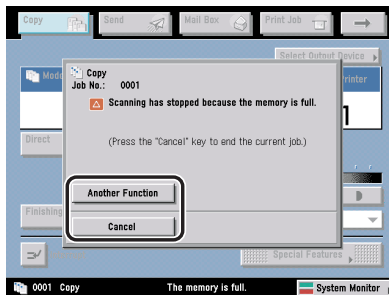 Copy Send Mail Box Print Job
Select Output Device
Copy
Job No.: 0001
Scanning has stopped because the memory is full.
(Press the "Cancel" key to end the current job.)
Direct
Another Function
Cancel
Finishing
Special Features
0001 Copy The memory is full. System Monitor